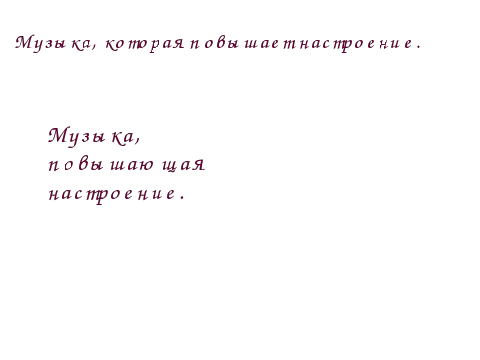 Музыка, которая повышает настроение.
Музыка,
повышающая
настроение.